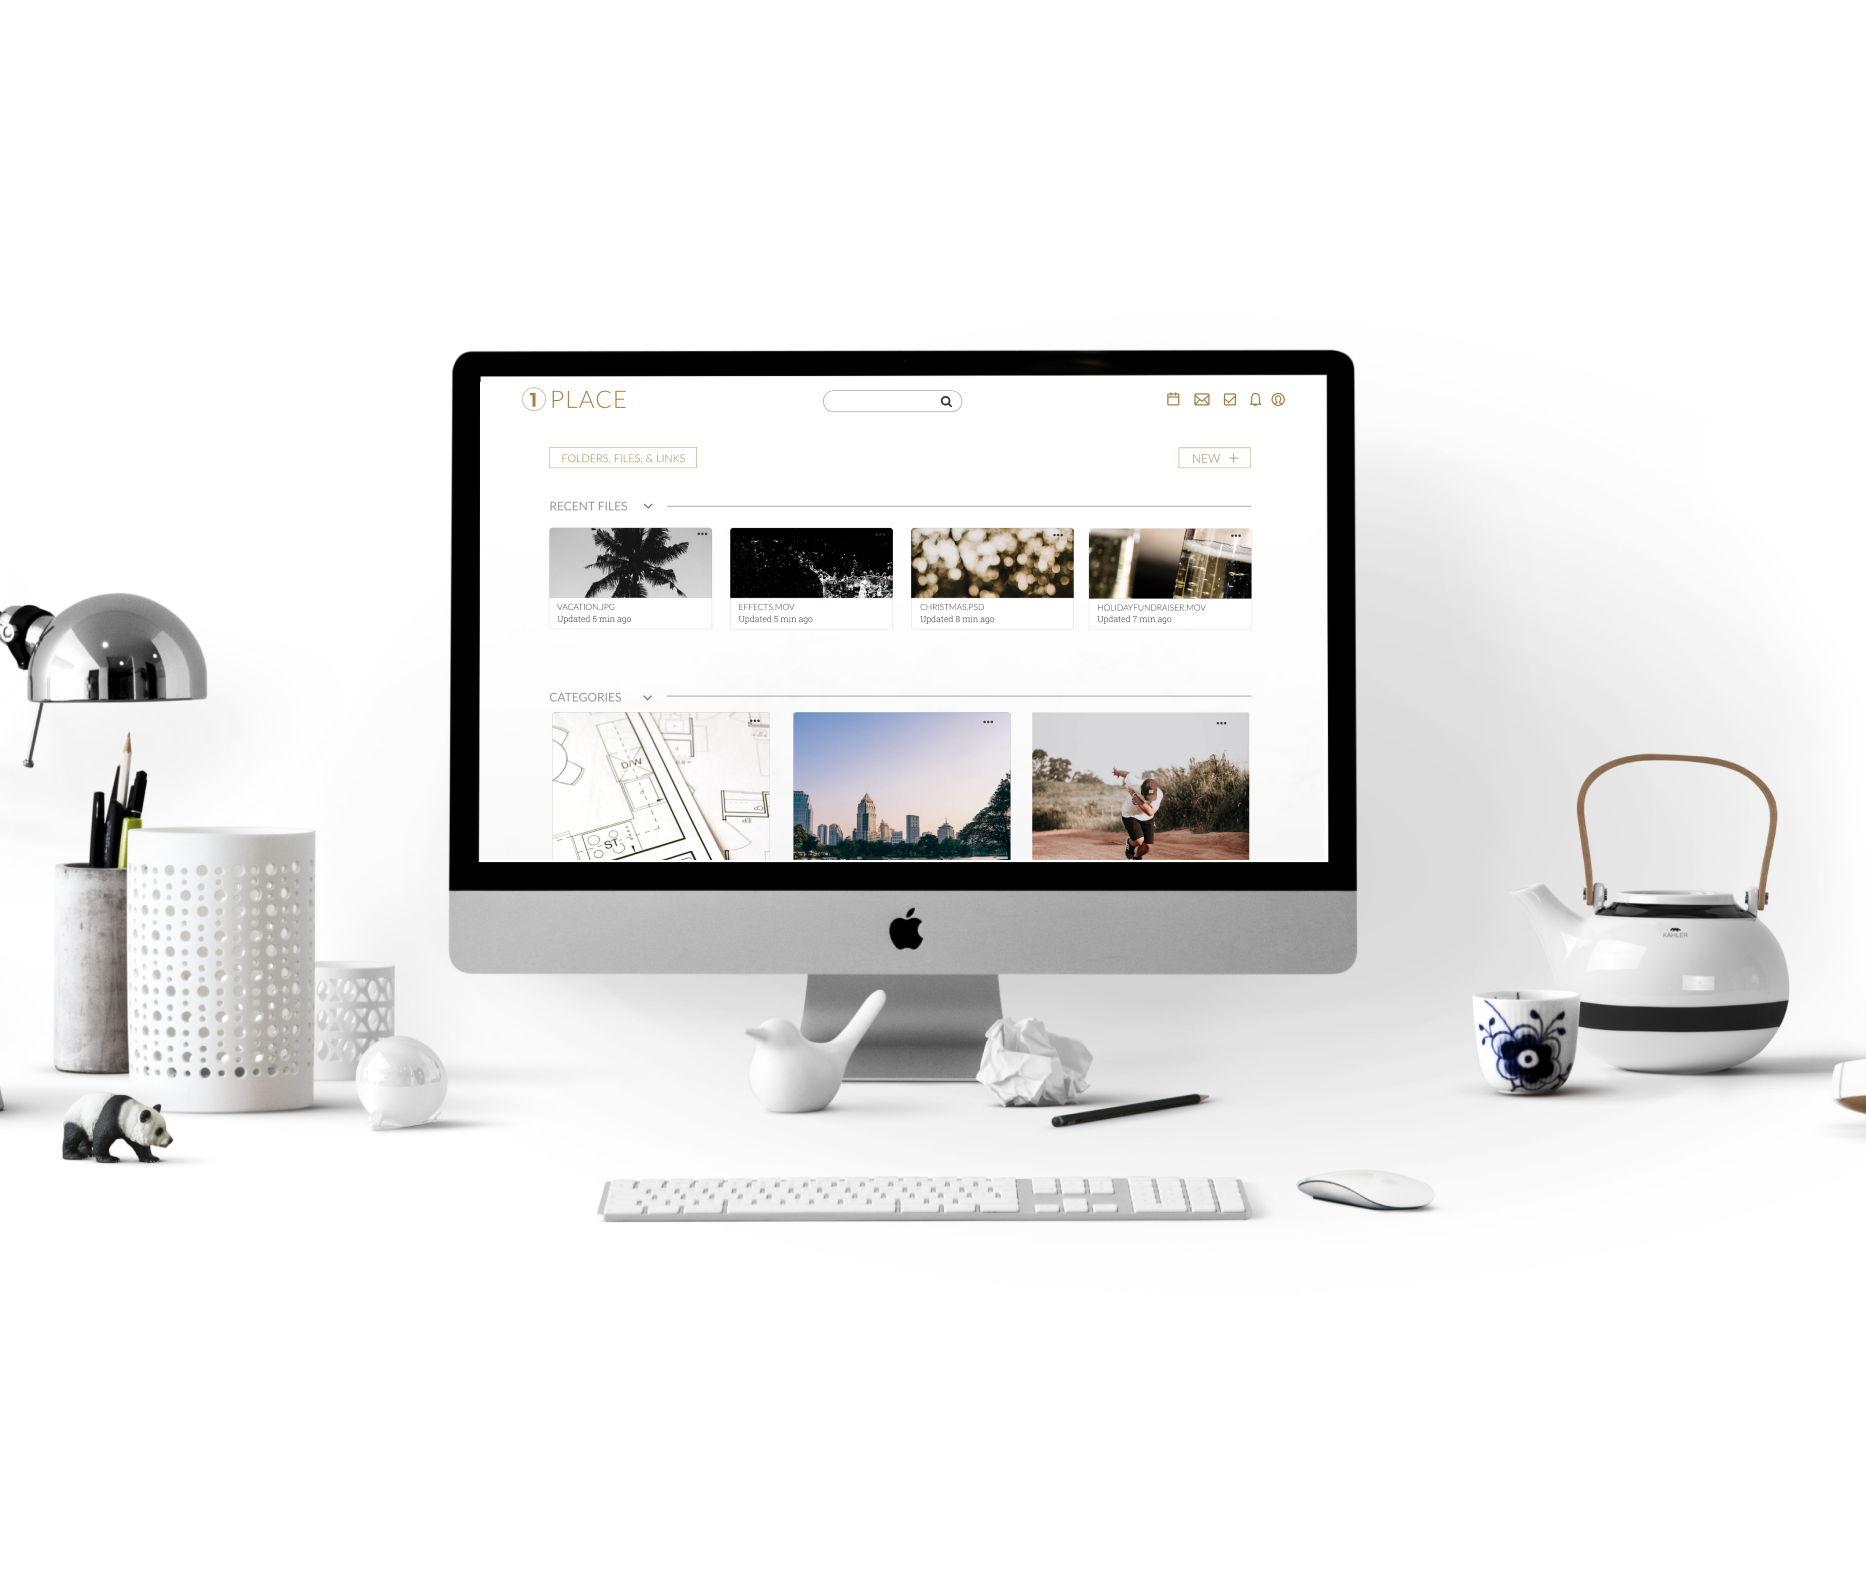 1 PLACE
FOLDERS, FILES, & LINKS
NEW +
RECENT FILES
VACATION.JPG
Updated 5 min ago
EFFECTS.MOV
Updated 5 min ago
CHRISTMAS.PSD
Updated 8 min ago
HOLIDAYFUNDRAISER.MOV
Updated 7 min ago
CATEGORIES
D/W
ST
KÄHLER